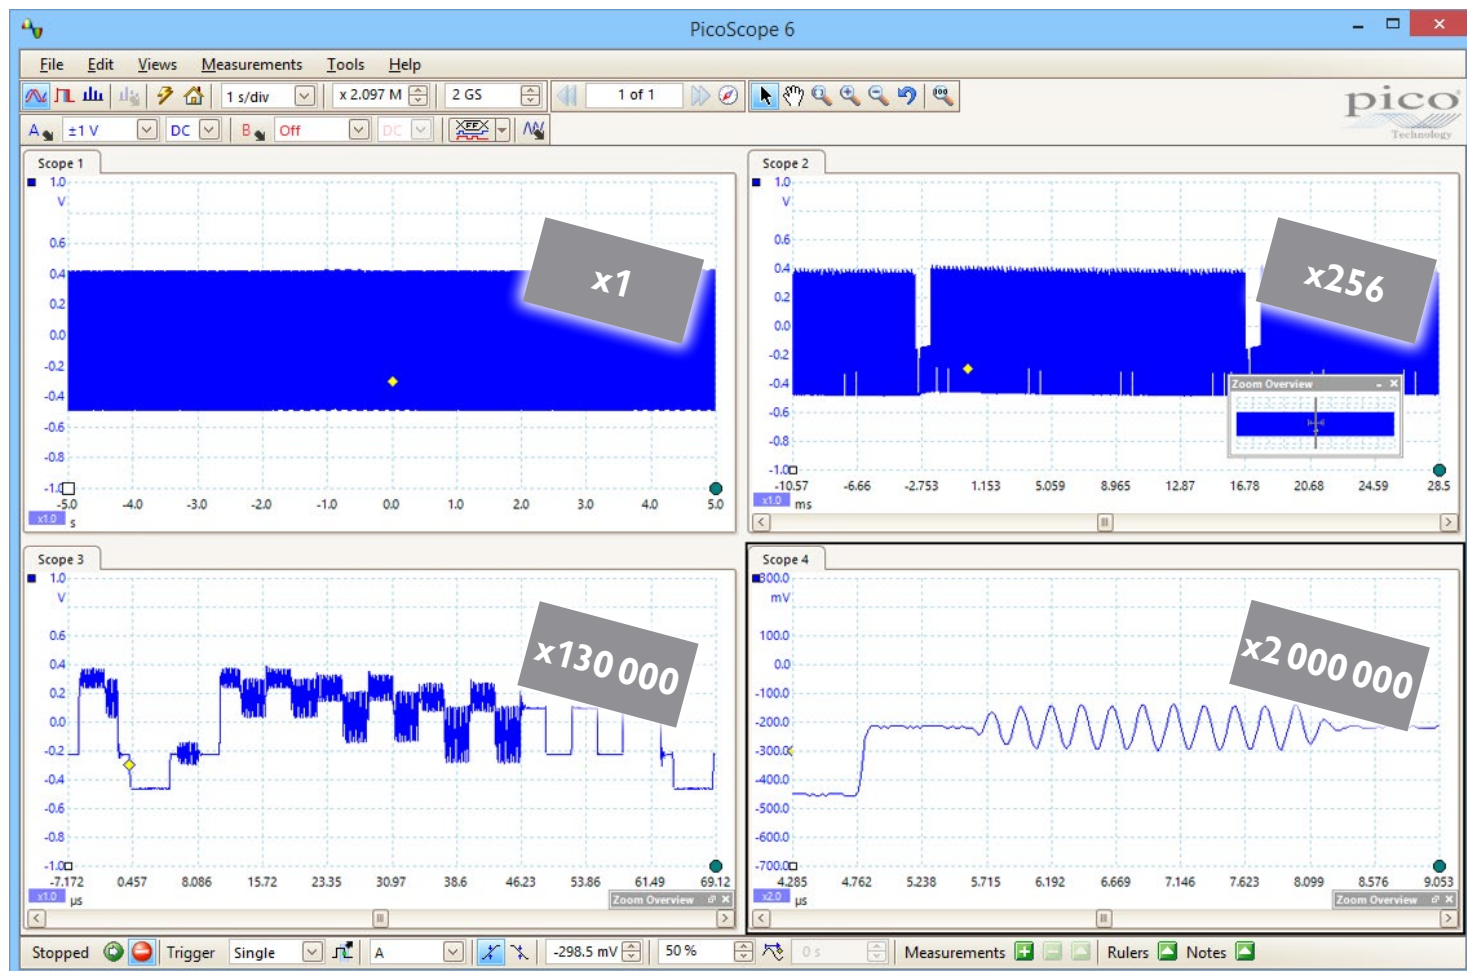 PicoScope 6
File Edit Views Measurements Tools Help
1 s/div x 2.097 M 2 GS 1 of 1
pico
Technology
A ±1 V DC B Off DC
Scope 1
1.0
V
0.6
0.4
0.2
0.0
-0.2
-0.4
-0.6
-0.8
-1.0
-5.0 -4.0 -3.0 -2.0 -1.0 0.0 1.0 2.0 3.0 4.0 5.0
x1.0 s
x1
Scope 2
1.0
V
0.6
0.4
0.2
0.0
-0.2
-0.4
-0.6
-0.8
-1.0
-10.57 -6.66 -2.753 1.153 5.059 8.965 12.87 16.78 20.68 24.59 28.5
x1.0 ms
x256
Zoom Overview
Scope 3
1.0
V
0.6
0.4
0.2
0.0
-0.2
-0.4
-0.6
-0.8
-1.0
-7.172 0.457 8.086 15.72 23.35 30.97 38.6 46.23 53.86 61.49 69.12
x1.0 µs
x130 000
Zoom Overview
Scope 4
300.0
mV
100.0
0.0
-100.0
-200.0
-300.0
-400.0
-500.0
-600.0
-700.0
4.285 4.762 5.238 5.715 6.192 6.669 7.146 7.623 8.099 8.576 9.053
x2.0 µs
x2 000 000
Zoom Overview
Stopped Trigger Single A -298.5 mV 50 % 0 s Measurements Rulers Notes